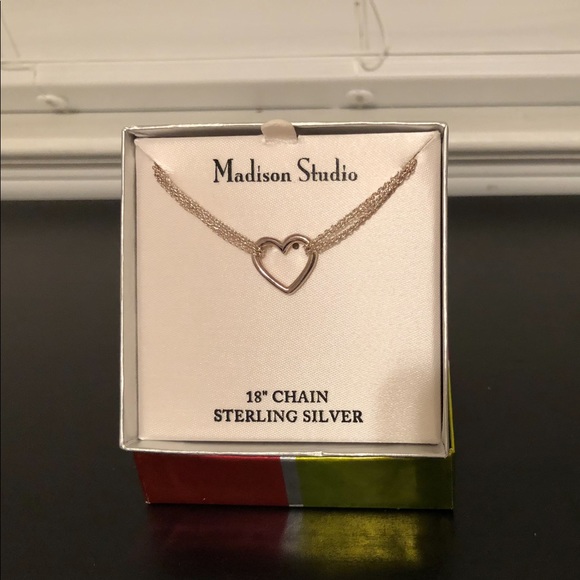 Madison Studio
18" CHAIN
STERLING SILVER